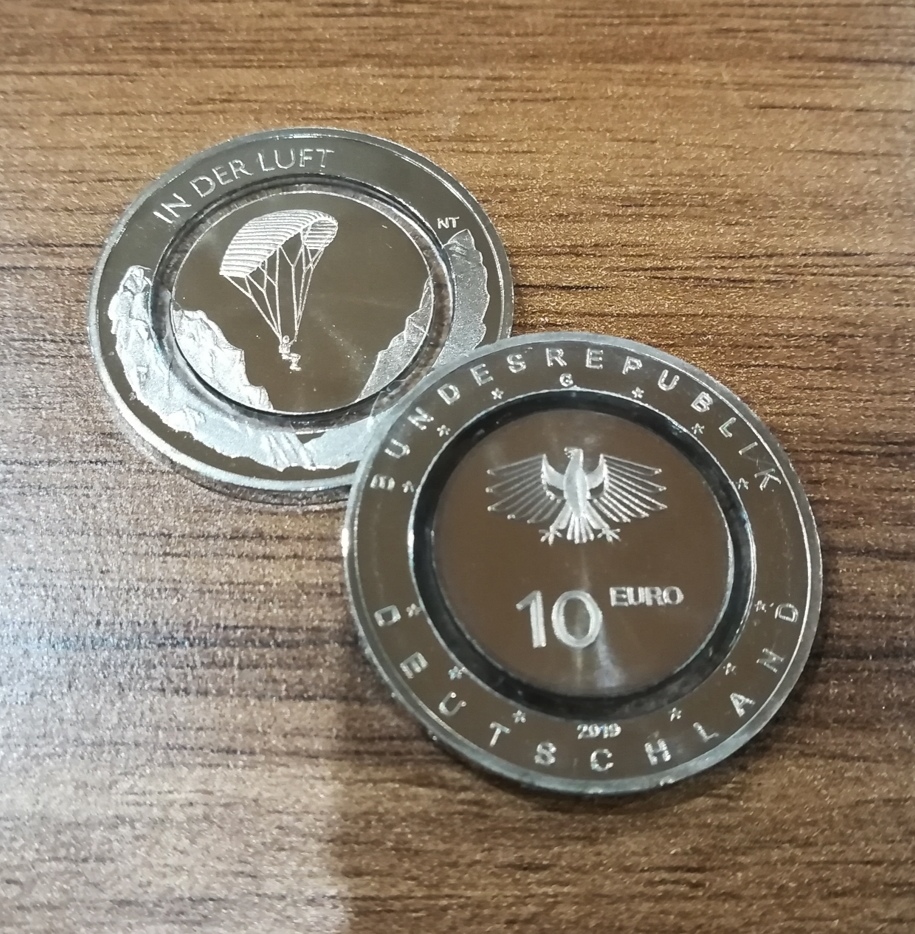 IN DER LUFT
NT
BUNDESREPUBLIK
G
10 EURO
2019
DEUTSCHLAND